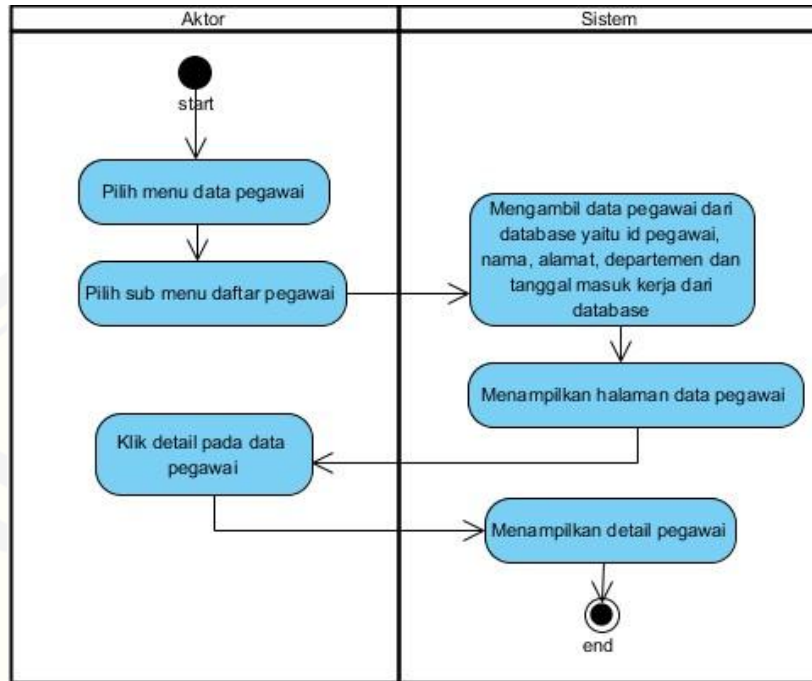 Aktor
Sistem
start
Pilih menu data pegawai
Pilih sub menu daftar pegawai
Mengambil data pegawai dari
database yaitu id pegawai,
nama, alamat, departemen dan
tanggal masuk kerja dari
database
Menampilkan halaman data pegawai
Klik detail pada data
pegawai
Menampilkan detail pegawai
end